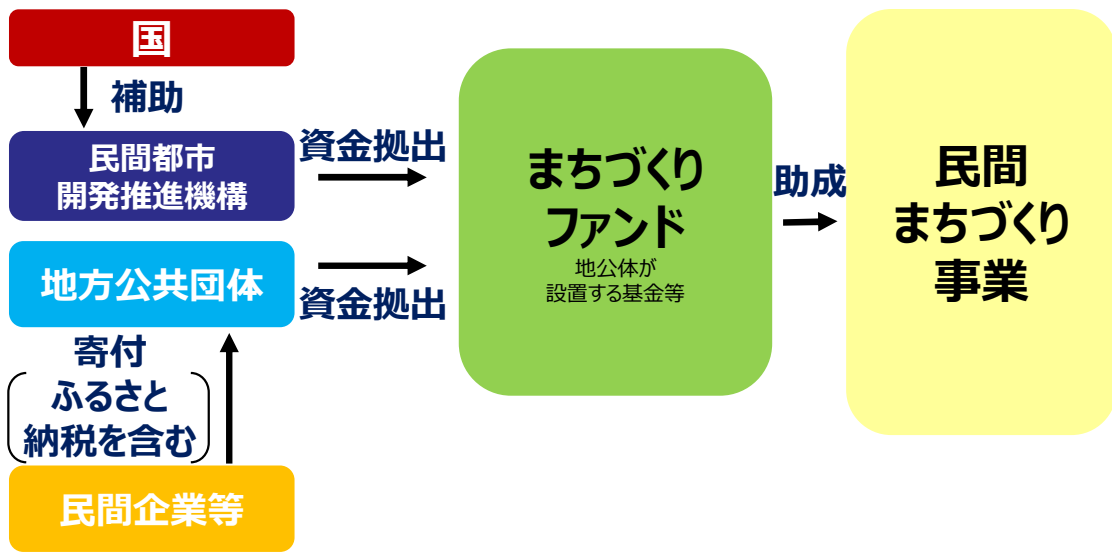 国
補助
民間都市
開発推進機構
資金拠出
地方公共団体
資金拠出
寄付
ふるさと
納税を含む
民間企業等
まちづくり
ファンド
地公体が
設置する基金等
助成
民間
まちづくり
事業